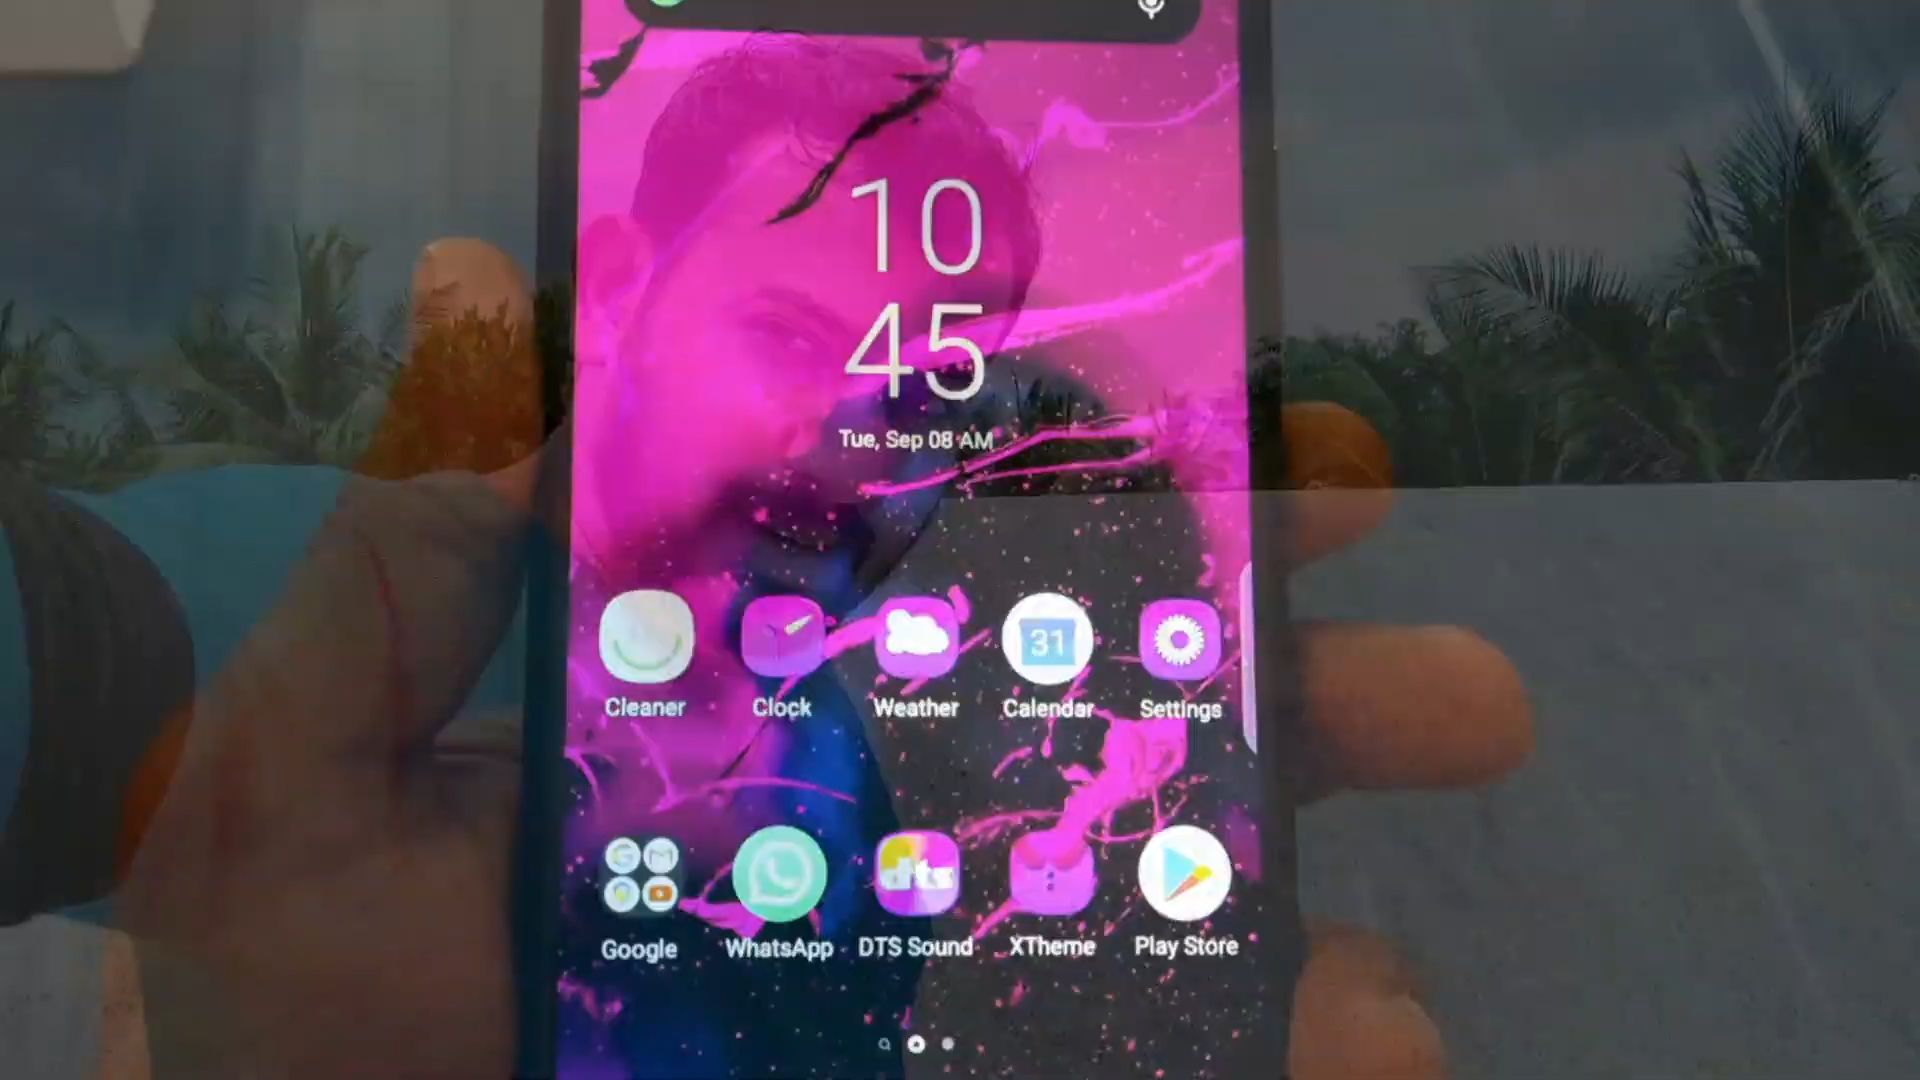 10
45
Tue, Sep 08 AM
31
Cleaner Clock Weather Calendar Settings
dts
Google WhatsApp DTS Sound XTheme Play Store